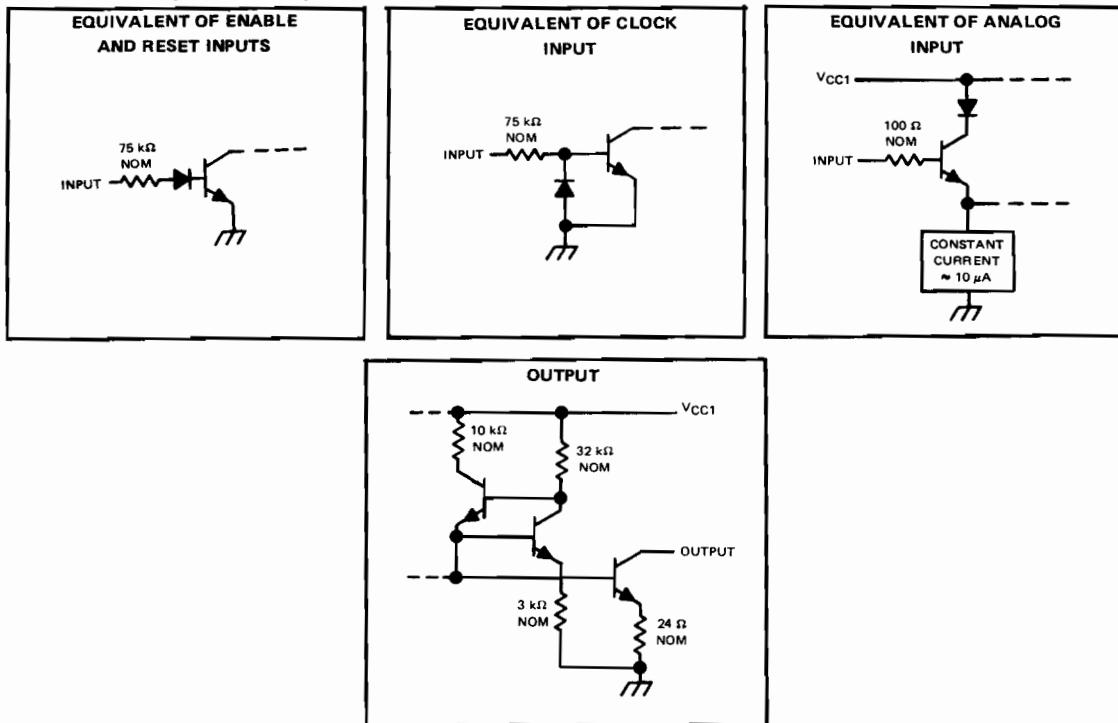 EQUIVALENT OF ENABLE
AND RESET INPUTS
75 kΩ
NOM
INPUT
EQUIVALENT OF CLOCK
INPUT
75 kΩ
NOM
INPUT
EQUIVALENT OF ANALOG
INPUT
VCC1
100 Ω
NOM
INPUT
CONSTANT
CURRENT
≈ 10 μA
OUTPUT
VCC1
10 kΩ
NOM
32 kΩ
NOM
OUTPUT
3 kΩ
NOM
24 Ω
NOM